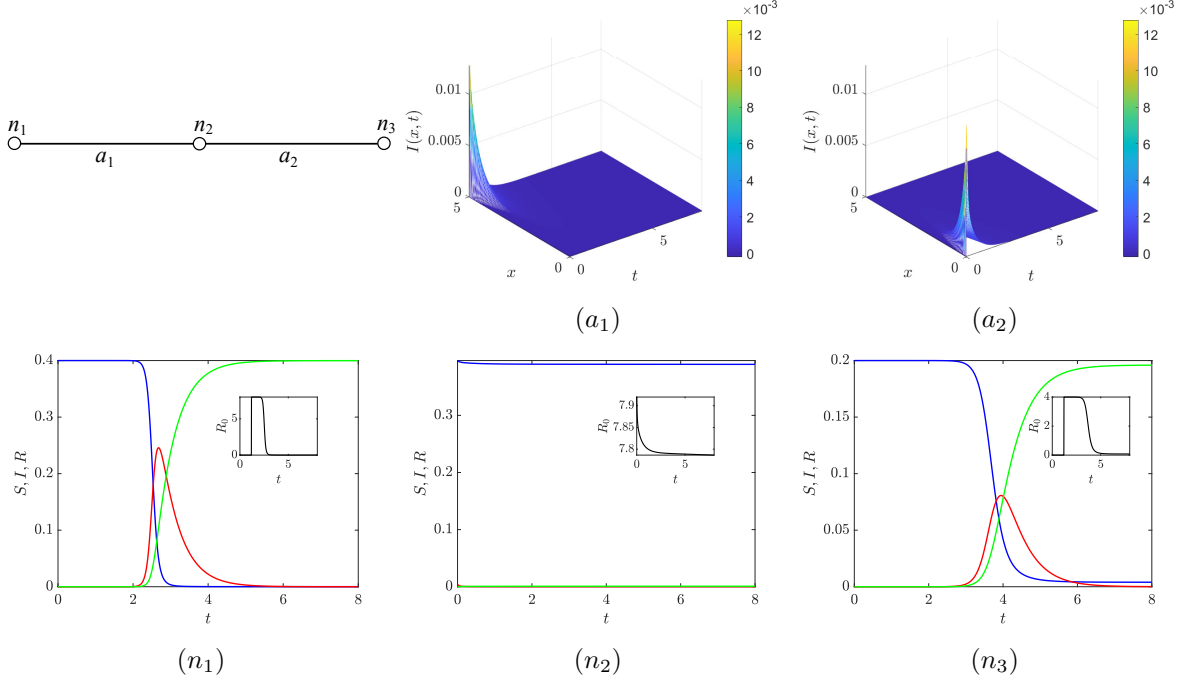 n1 n2 n3
a1 a2
×10-3
12
10
8
6
4
2
0
I(x, t)
0.01
0.005
0
5
x
0 0
t
5
(a1)
×10-3
12
10
8
6
4
2
0
I(x, t)
0.01
0.005
0
5
x
0 0
t
5
(a2)
0.4
0.3
0.2
0.1
0
S, I, R
0 2 4 6 8
t
R0
5
0
0 5
t
(n1)
0.3
0.2
0.1
0
S, I, R
0 2 4 6 8
t
R0
7.9
7.85
7.8
0 5
t
(n2)
0.2
0.15
0.1
0.05
0
S, I, R
0 2 4 6 8
t
R0
4
2
0
0 5
t
(n3)